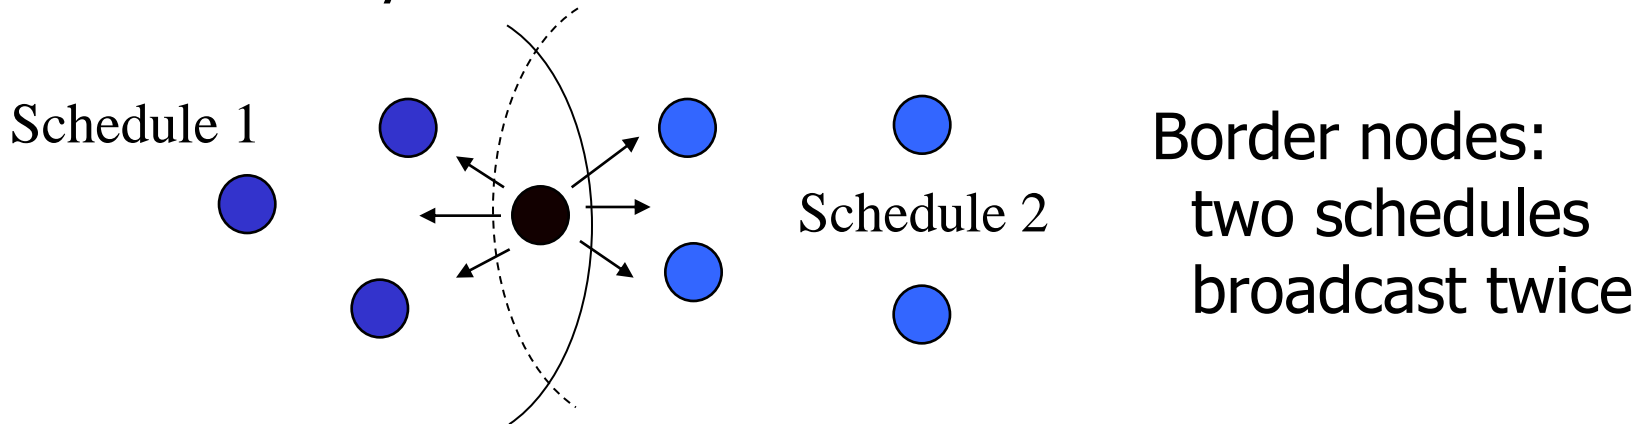 Schedule 1
Schedule 2
Border nodes:
two schedules
broadcast twice